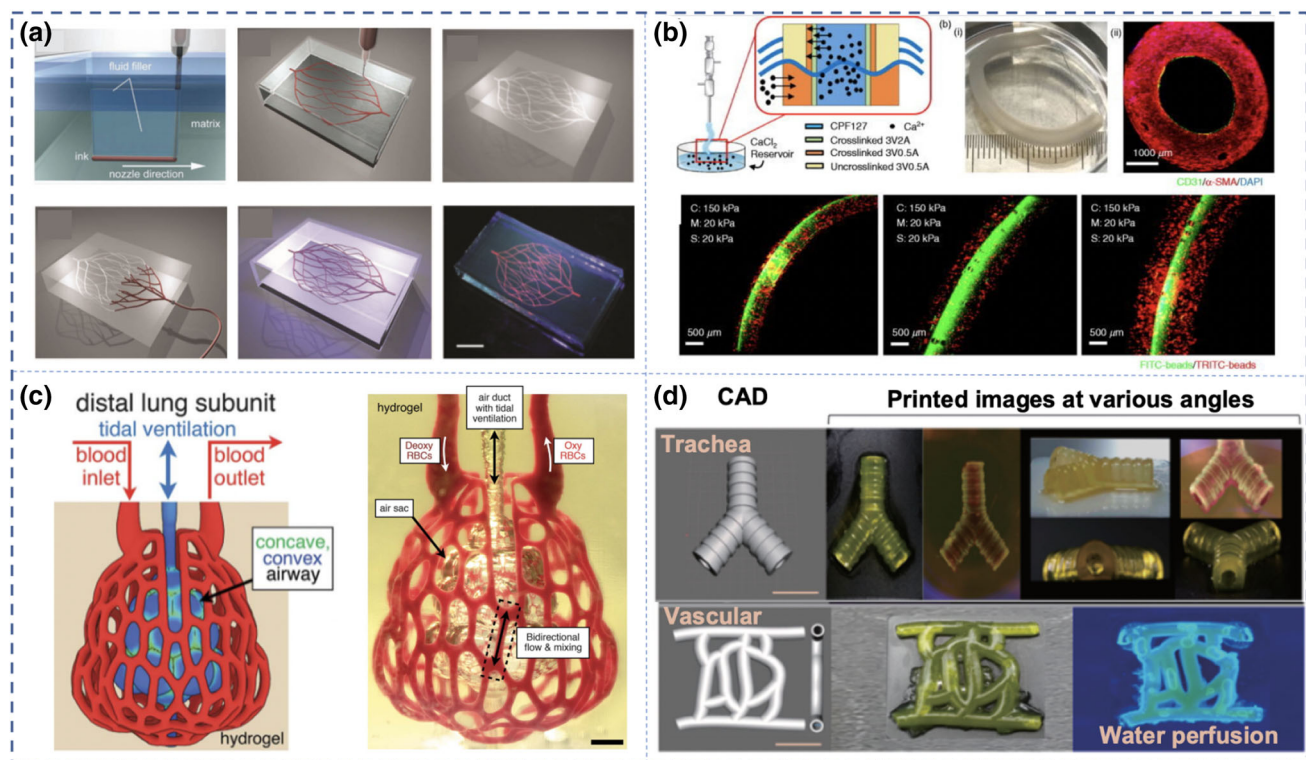 (a)
fluid filler
matrix
ink
nozzle direction
(b)
CaCl2
Reservoir
CPF127
Ca2+
Crosslinked 3V2A
Crosslinked 3V0.5A
Uncrosslinked 3V0.5A
(b)
(i)
(ii)
1000 μm
CD31/α-SMA/DAPI
C: 150 kPa
M: 20 kPa
S: 20 kPa
500 μm
C: 150 kPa
M: 20 kPa
S: 20 kPa
500 μm
C: 150 kPa
M: 20 kPa
S: 20 kPa
500 μm
FITC-beads/TRITC-beads
(c)
distal lung subunit
tidal ventilation
blood
inlet
blood
outlet
concave,
convex
airway
hydrogel
hydrogel
air duct
with tidal
ventilation
Deoxy
RBCs
Oxy
RBCs
air sac
Bidirectional
flow & mixing
(d)
CAD
Printed images at various angles
Trachea
Vascular
Water perfusion